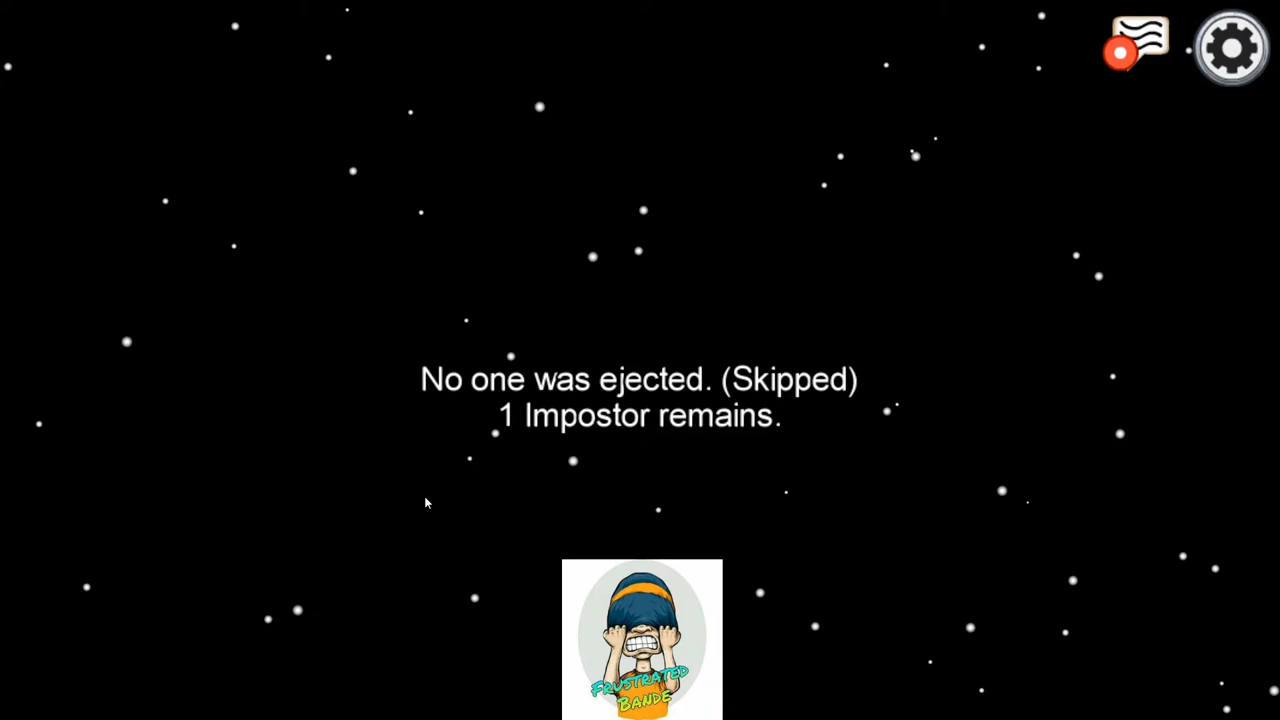 No one was ejected. (Skipped)
1 Impostor remains.
FRUSTRATED
BANDE